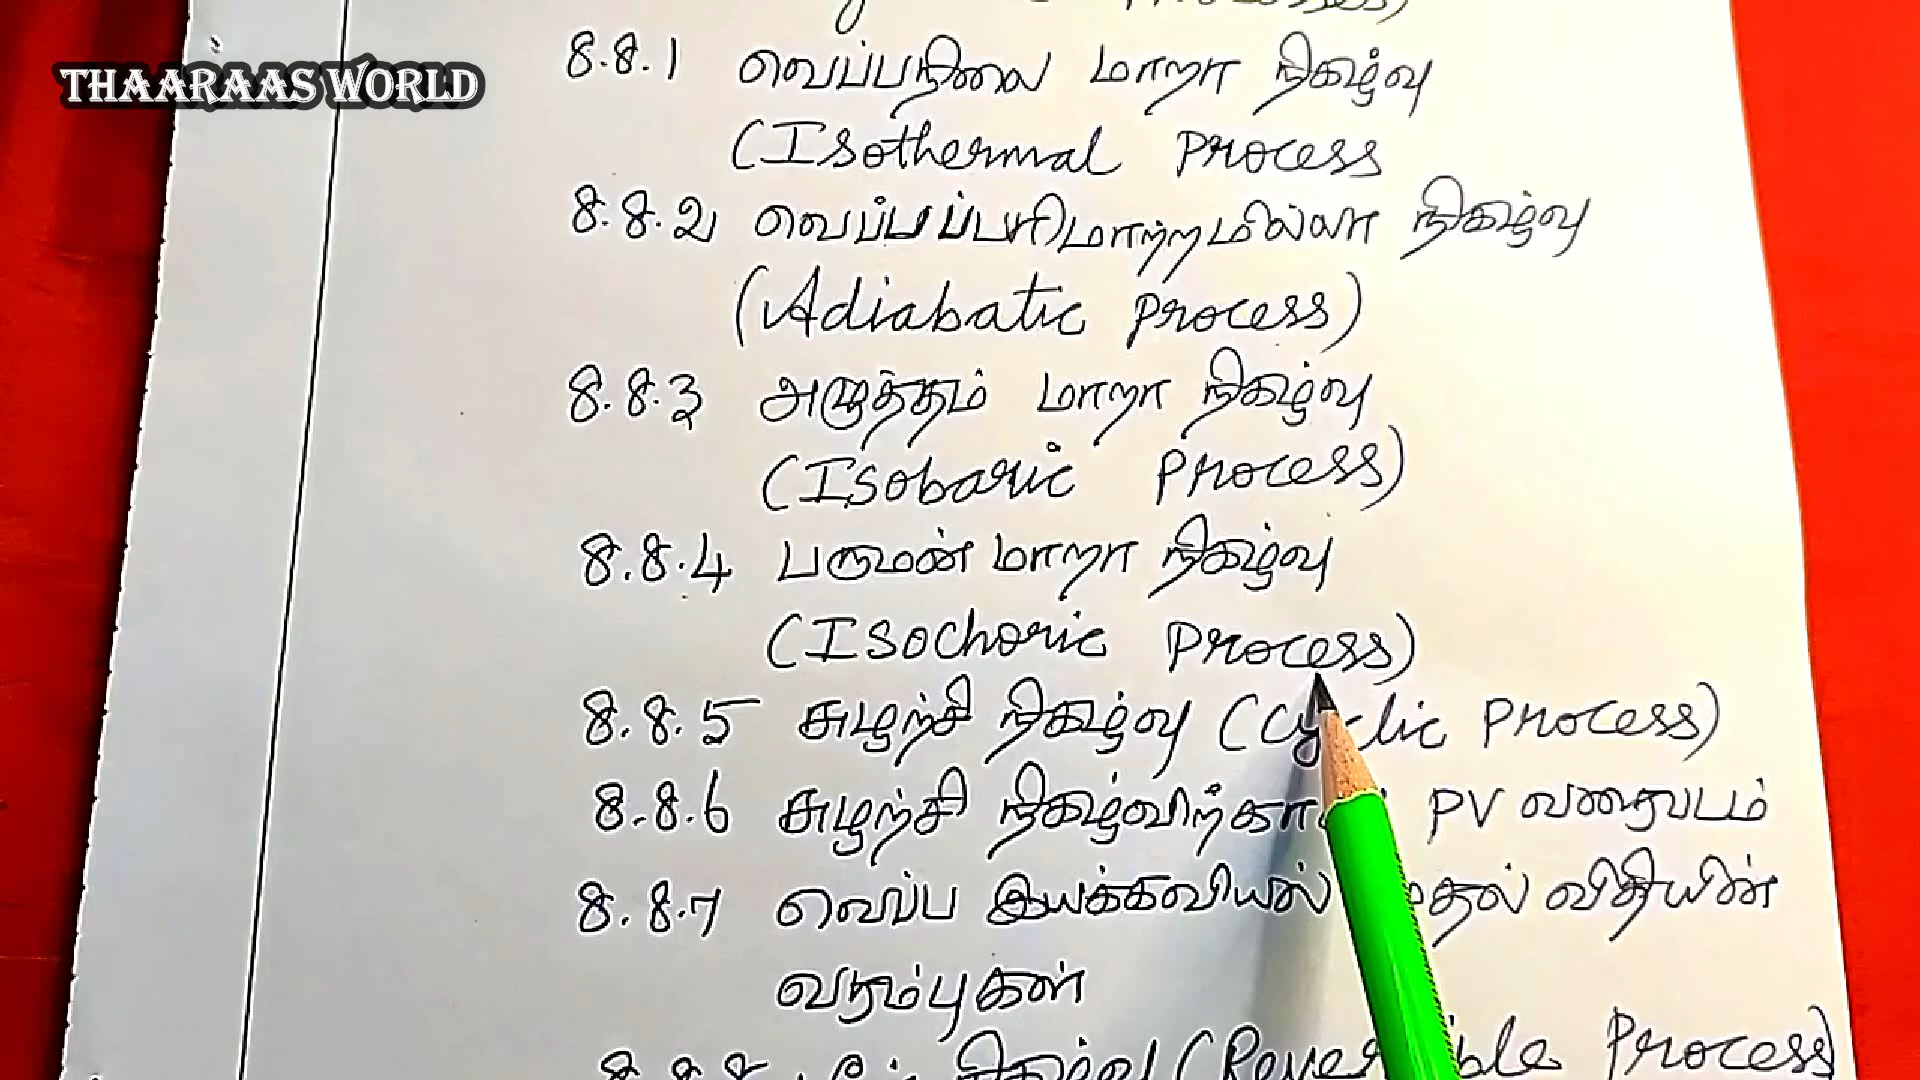 THAARAAS WORLD
8.8.1 வெப்பநிலை மாறா நிகழ்வு
(Isothermal Process
8.8.2 வெப்பப்பரிமாற்றமில்லா நிகழ்வு
(Adiabatic process)
8.8.3 அழுத்தம் மாறா நிகழ்வு
(Isobaric Process)
8.8.4 பருமன் மாறா நிகழ்வு
(Isochoric Process)
8.8.5 சுழற்சி நிகழ்வு (Cyclic Process)
8.8.6 சுழற்சி PV வரைபடம்
8.8.7 வெப்ப இயக்கவியல் விதியின்
வரம்புகள்
8.8.8 மீள் நிகழ்வு Process)